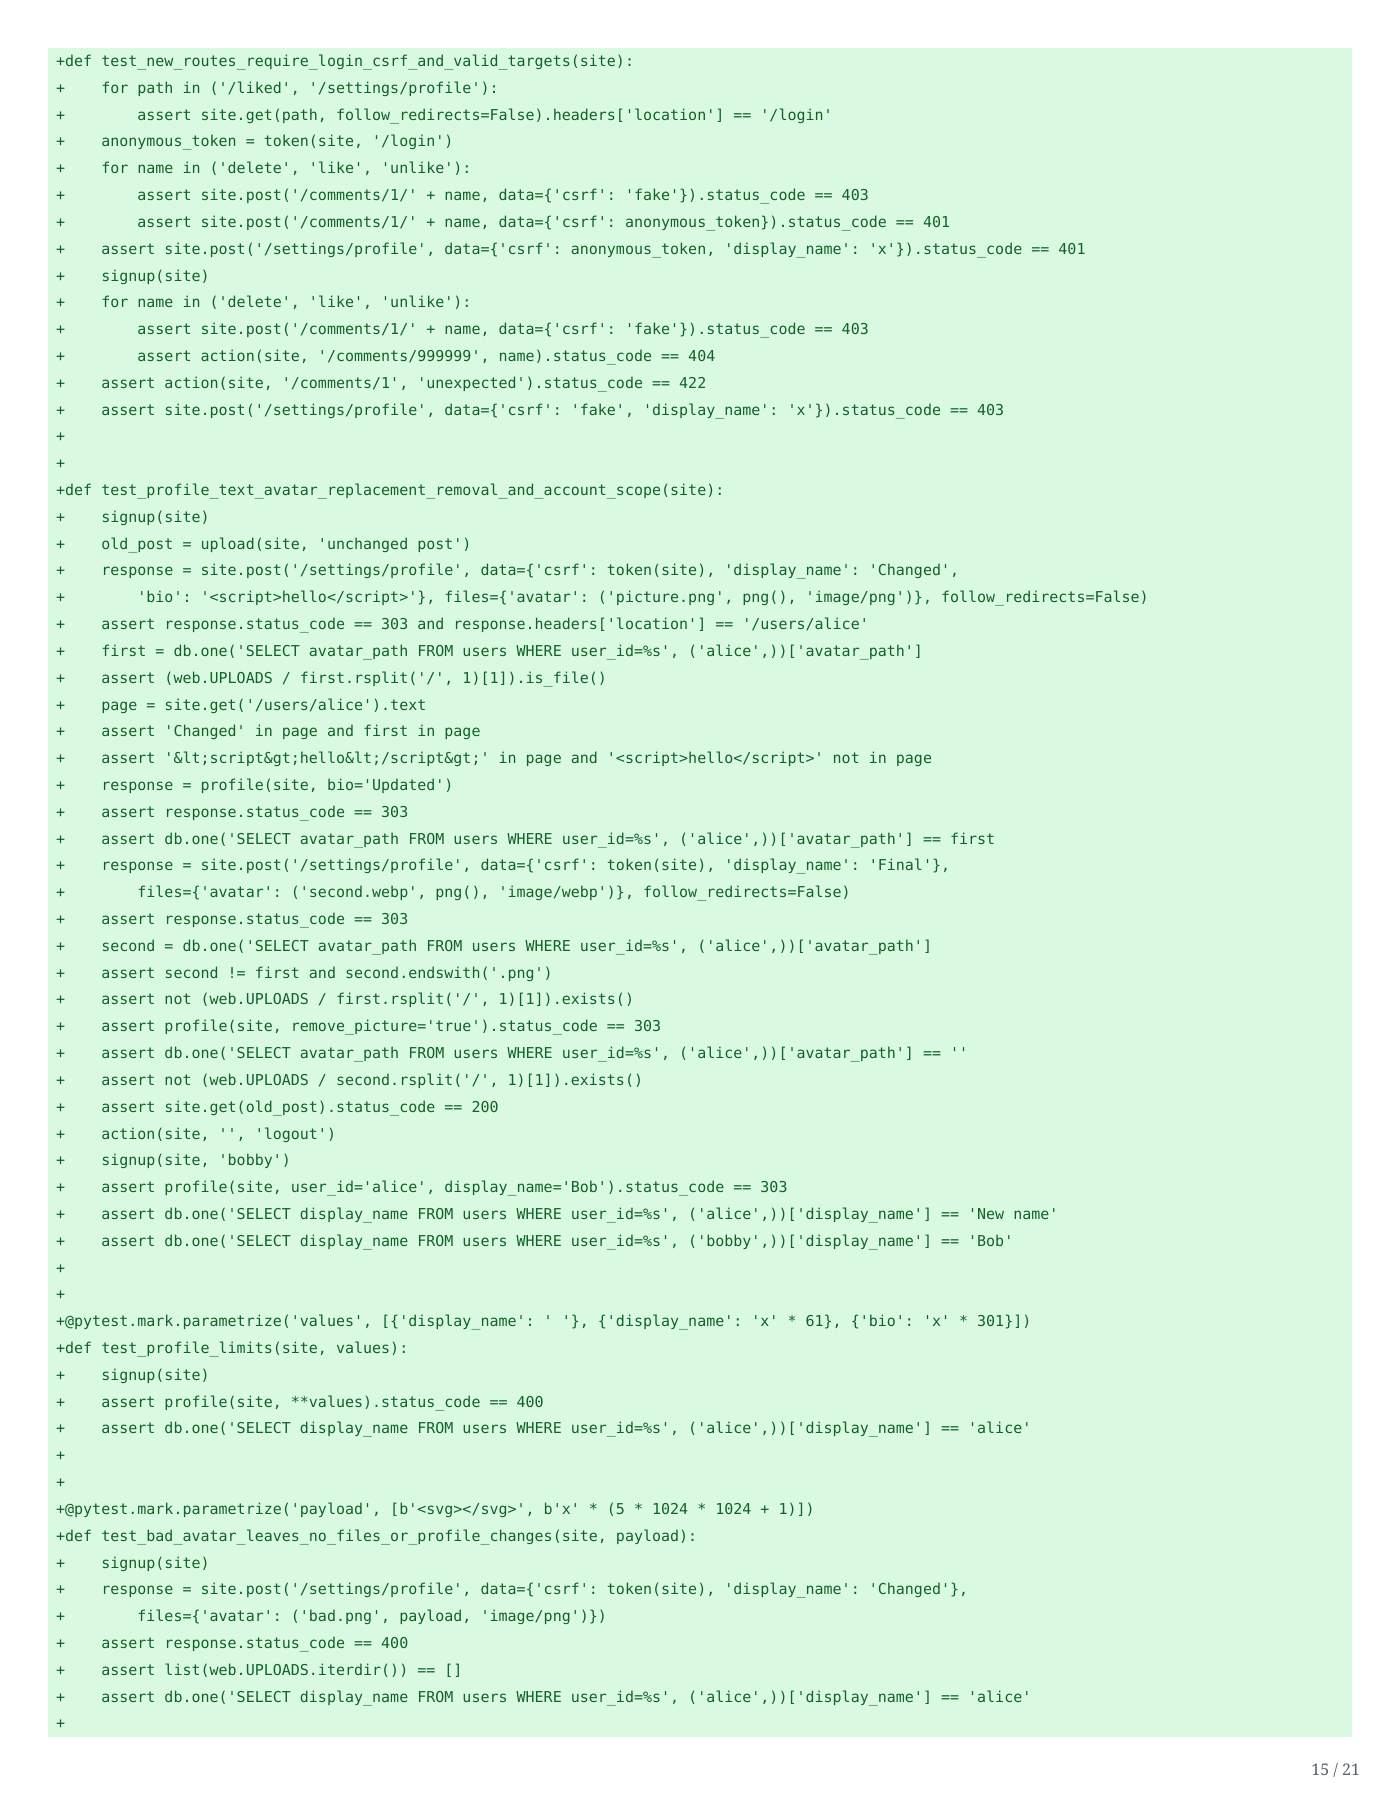 +def test_new_routes_require_login_csrf_and_valid_targets(site):
+    for path in ('/liked', '/settings/profile'):
+        assert site.get(path, follow_redirects=False).headers['location'] == '/login'
+    anonymous_token = token(site, '/login')
+    for name in ('delete', 'like', 'unlike'):
+        assert site.post('/comments/1/' + name, data={'csrf': 'fake'}).status_code == 403
+        assert site.post('/comments/1/' + name, data={'csrf': anonymous_token}).status_code == 401
+    assert site.post('/settings/profile', data={'csrf': anonymous_token, 'display_name': 'x'}).status_code == 401
+    signup(site)
+    for name in ('delete', 'like', 'unlike'):
+        assert site.post('/comments/1/' + name, data={'csrf': 'fake'}).status_code == 403
+        assert action(site, '/comments/999999', name).status_code == 404
+    assert action(site, '/comments/1', 'unexpected').status_code == 422
+    assert site.post('/settings/profile', data={'csrf': 'fake', 'display_name': 'x'}).status_code == 403
+
+
+def test_profile_text_avatar_replacement_removal_and_account_scope(site):
+    signup(site)
+    old_post = upload(site, 'unchanged post')
+    response = site.post('/settings/profile', data={'csrf': token(site), 'display_name': 'Changed',
+        'bio': '<script>hello</script>'}, files={'avatar': ('picture.png', png(), 'image/png')}, follow_redirects=False)
+    assert response.status_code == 303 and response.headers['location'] == '/users/alice'
+    first = db.one('SELECT avatar_path FROM users WHERE user_id=%s', ('alice',))['avatar_path']
+    assert (web.UPLOADS / first.rsplit('/', 1)[1]).is_file()
+    page = site.get('/users/alice').text
+    assert 'Changed' in page and first in page
+    assert '&lt;script&gt;hello&lt;/script&gt;' in page and '<script>hello</script>' not in page
+    response = profile(site, bio='Updated')
+    assert response.status_code == 303
+    assert db.one('SELECT avatar_path FROM users WHERE user_id=%s', ('alice',))['avatar_path'] == first
+    response = site.post('/settings/profile', data={'csrf': token(site), 'display_name': 'Final'},
+        files={'avatar': ('second.webp', png(), 'image/webp')}, follow_redirects=False)
+    assert response.status_code == 303
+    second = db.one('SELECT avatar_path FROM users WHERE user_id=%s', ('alice',))['avatar_path']
+    assert second != first and second.endswith('.png')
+    assert not (web.UPLOADS / first.rsplit('/', 1)[1]).exists()
+    assert profile(site, remove_picture='true').status_code == 303
+    assert db.one('SELECT avatar_path FROM users WHERE user_id=%s', ('alice',))['avatar_path'] == ''
+    assert not (web.UPLOADS / second.rsplit('/', 1)[1]).exists()
+    assert site.get(old_post).status_code == 200
+    action(site, '', 'logout')
+    signup(site, 'bobby')
+    assert profile(site, user_id='alice', display_name='Bob').status_code == 303
+    assert db.one('SELECT display_name FROM users WHERE user_id=%s', ('alice',))['display_name'] == 'New name'
+    assert db.one('SELECT display_name FROM users WHERE user_id=%s', ('bobby',))['display_name'] == 'Bob'
+
+
+@pytest.mark.parametrize('values', [{'display_name': ' '}, {'display_name': 'x' * 61}, {'bio': 'x' * 301}])
+def test_profile_limits(site, values):
+    signup(site)
+    assert profile(site, **values).status_code == 400
+    assert db.one('SELECT display_name FROM users WHERE user_id=%s', ('alice',))['display_name'] == 'alice'
+
+
+@pytest.mark.parametrize('payload', [b'<svg></svg>', b'x' * (5 * 1024 * 1024 + 1)])
+def test_bad_avatar_leaves_no_files_or_profile_changes(site, payload):
+    signup(site)
+    response = site.post('/settings/profile', data={'csrf': token(site), 'display_name': 'Changed'},
+        files={'avatar': ('bad.png', payload, 'image/png')})
+    assert response.status_code == 400
+    assert list(web.UPLOADS.iterdir()) == []
+    assert db.one('SELECT display_name FROM users WHERE user_id=%s', ('alice',))['display_name'] == 'alice'
+
15 / 21